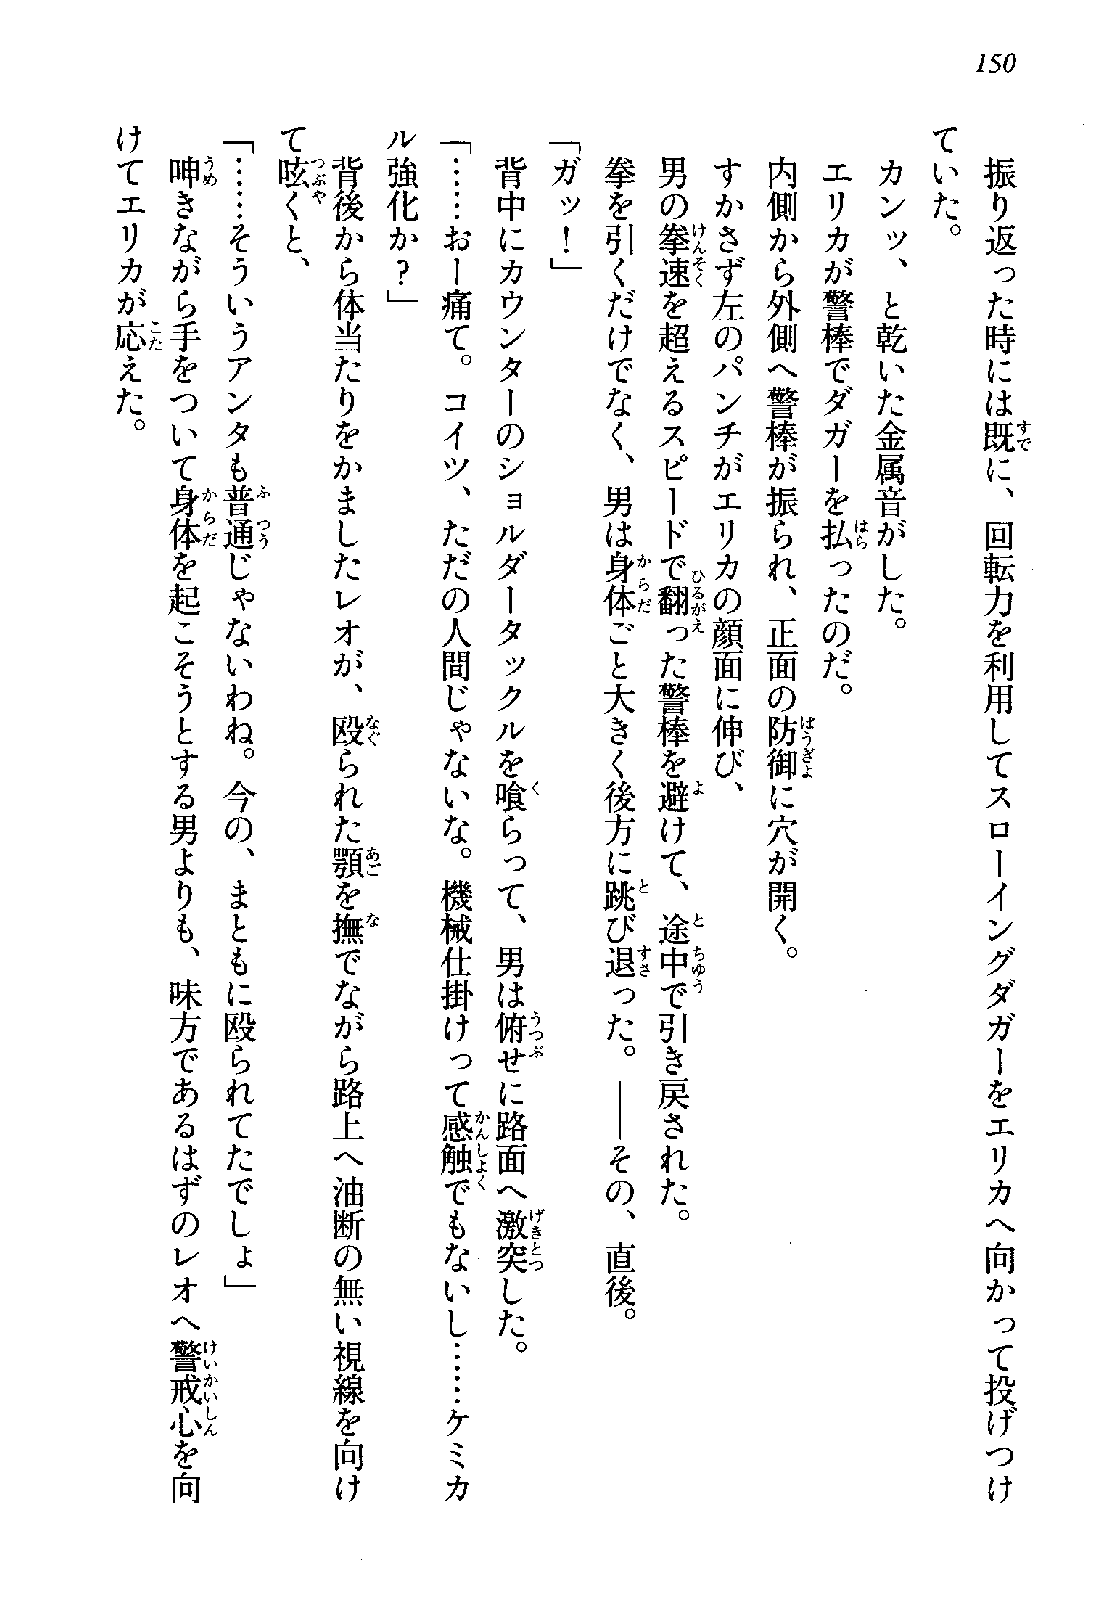 150
振り返った時には既に、回転力を利用してスローイングダガーをエリカへ向かって投げつけ
ていた。
カンッ、と乾いた金属音がした。
エリカが警棒でダガーを払ったのだ。
内側から外側へ警棒が振られ、正面の防御に穴が開く。
すかさず左のパンチがエリカの顔面に伸び、
男の拳速を超えるスピードで翻った警棒を避けて、途中で引き戻された。
拳を引くだけでなく、男は身体ごと大きく後方に跳び退った。――その、直後。
「ガッ！」
背中にカウンターのショルダータックルを喰らって、男は俯せに路面へ激突した。
「……おー痛て。コイツ、ただの人間じゃないな。機械仕掛けって感触でもないし……ケミカ
ル強化か？」
背後から体当たりをかましたレオが、殴られた顎を撫でながら路上へ油断の無い視線を向け
て呟くと、
「……そういうアンタも普通じゃないわね。今の、まともに殴られてたでしょ」
呻きながら手をついて身体を起こそうとする男よりも、味方であるはずのレオへ警戒心を向
けてエリカが応えた。